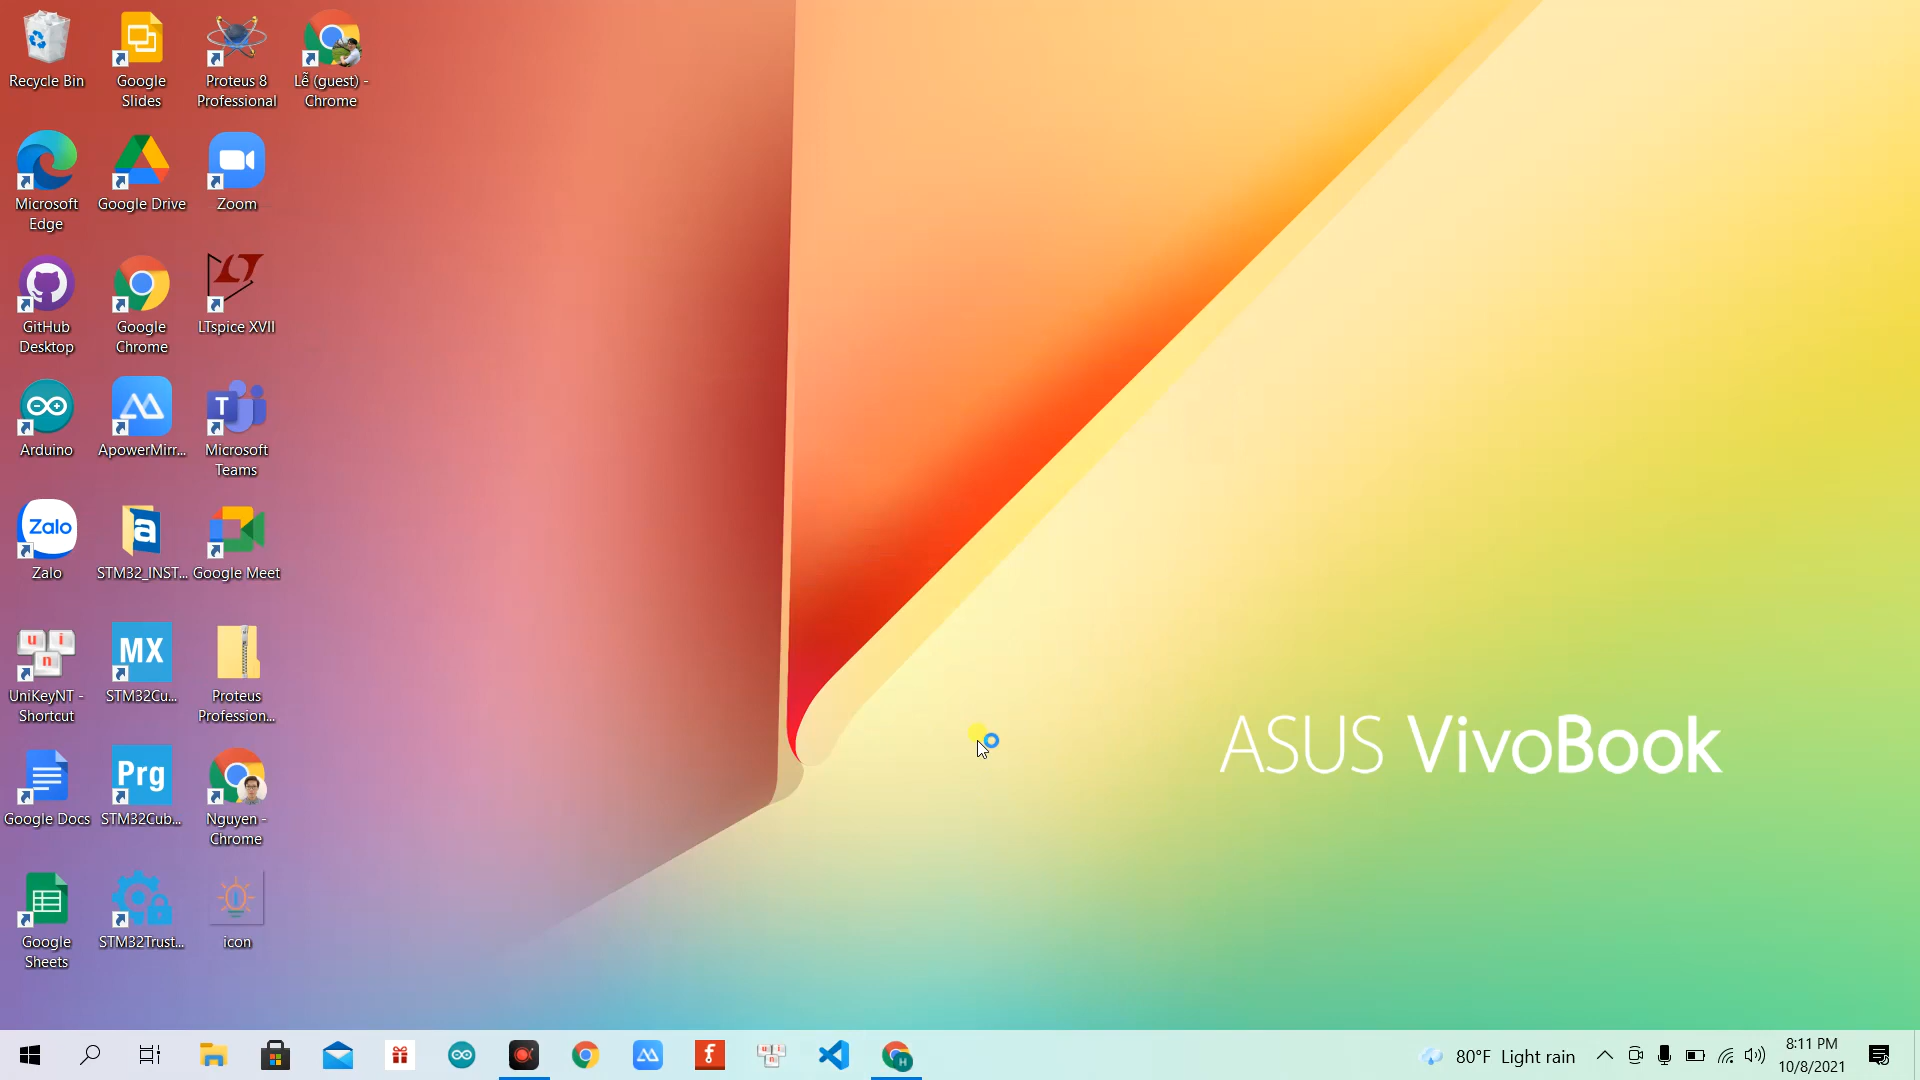 Recycle Bin
Google
Slides
Proteus 8
Professional
Lễ (guest) -
Chrome
Microsoft
Edge
Google Drive
Zoom
GitHub
Desktop
Google
Chrome
LTspice XVII
Arduino
ApowerMirr...
Microsoft
Teams
Zalo
Zalo
STM32_INST...
Google Meet
UniKeyNT -
Shortcut
MX
STM32Cu...
Proteus
Profession...
Google Docs
Prg
STM32Cub...
Nguyen -
Chrome
Google
Sheets
STM32Trust...
icon
ASUS VivoBook
80°F Light rain
8:11 PM
10/8/2021